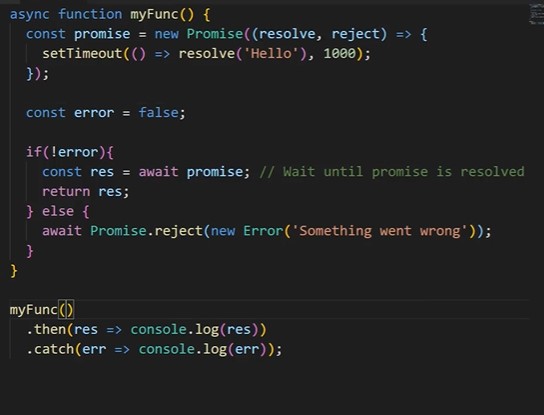 async function myFunc() {
  const promise = new Promise((resolve, reject) => {
    setTimeout(() => resolve('Hello'), 1000);
  });

  const error = false;

  if(!error){
    const res = await promise; // Wait until promise is resolved
    return res;
  } else {
    await Promise.reject(new Error('Something went wrong'));
  }
}

myFunc()
  .then(res => console.log(res))
  .catch(err => console.log(err));